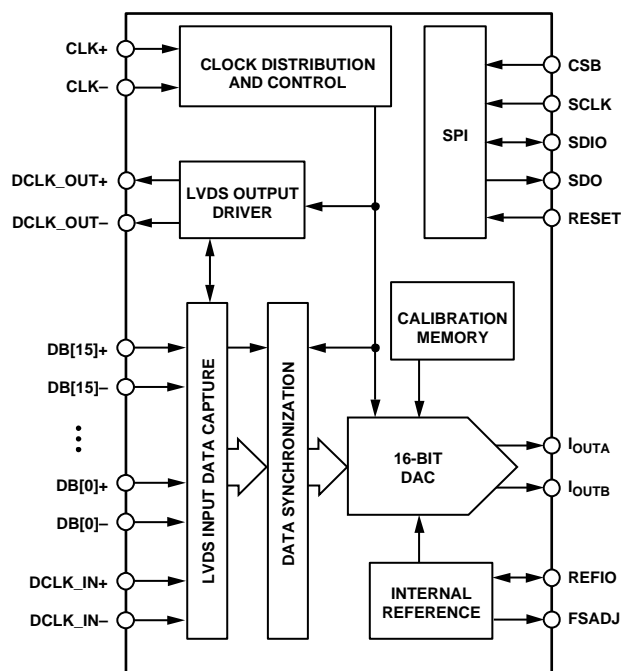 CLK+
CLK–
CLOCK DISTRIBUTION
AND CONTROL
CSB
SCLK
SPI
SDIO
SDO
RESET
DCLK_OUT+
DCLK_OUT–
LVDS OUTPUT
DRIVER
CALIBRATION
MEMORY
DB[15]+
DB[15]–
...
DB[0]+
DB[0]–
DCLK_IN+
DCLK_IN–
LVDS INPUT DATA CAPTURE
DATA SYNCHRONIZATION
16-BIT
DAC
IOUTA
IOUTB
INTERNAL
REFERENCE
REFIO
FSADJ